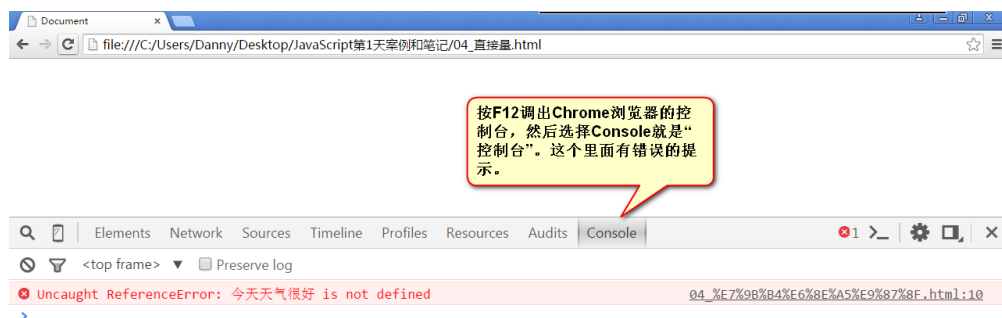 Document
file:///C:/Users/Danny/Desktop/JavaScript第1天案例和笔记/04_直接量.html
按F12调出Chrome浏览器的控
制台，然后选择Console就是“
控制台”。这个里面有错误的提
示。
Elements Network Sources Timeline Profiles Resources Audits Console 1
<top frame> ▼ Preserve log
Uncaught ReferenceError: 今天天气很好 is not defined 04_%E7%9B%B4%E6%8E%A5%E9%87%8F.html:10